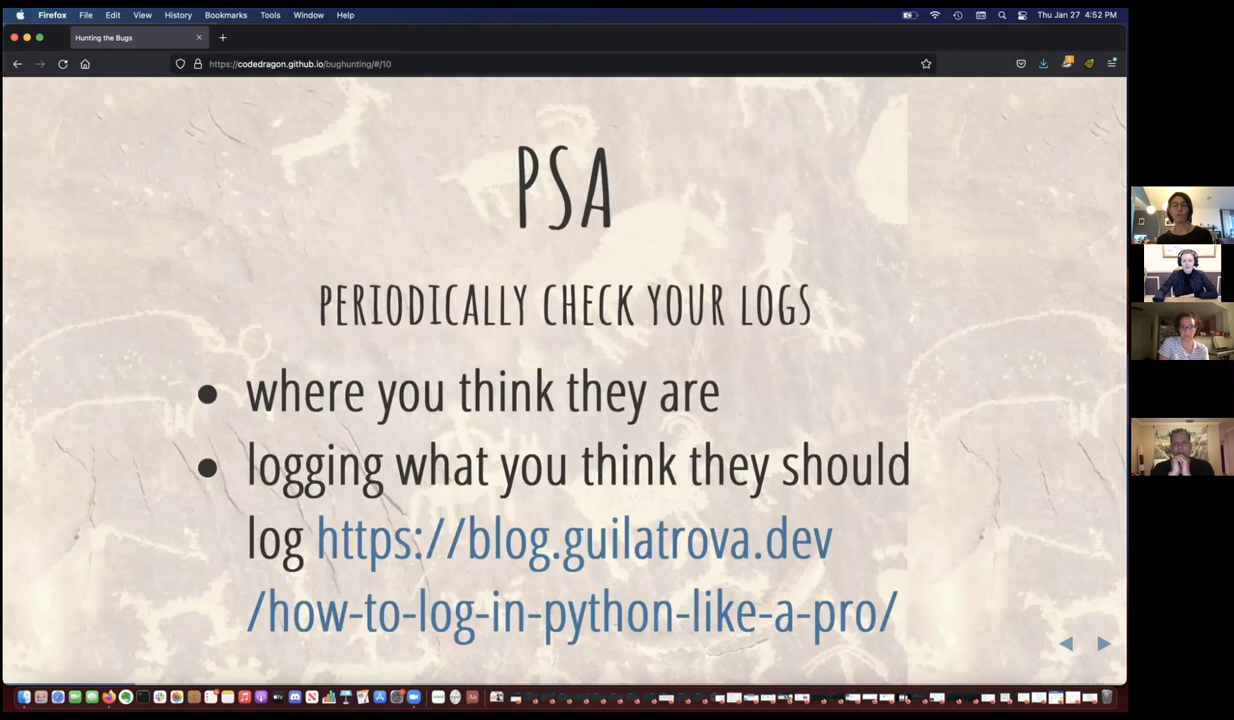 Firefox File Edit View History Bookmarks Tools Window Help Thu Jan 27 4:52 PM
Hunting the Bugs
https://codedragon.github.io/bughunting/#/10
PSA
PERIODICALLY CHECK YOUR LOGS
where you think they are
logging what you think they should
log https://blog.guilatrova.dev
/how-to-log-in-python-like-a-pro/